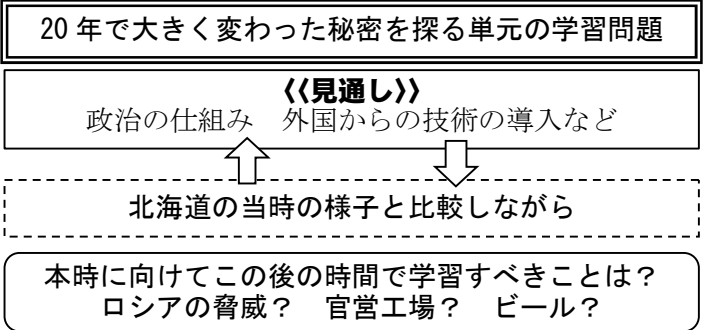 20 年で大きく変わった秘密を探る単元の学習問題
《見通し》
政治の仕組み　外国からの技術の導入など
北海道の当時の様子と比較しながら
本時に向けてこの後の時間で学習すべきことは？
ロシアの脅威？　官営工場？　ビール？